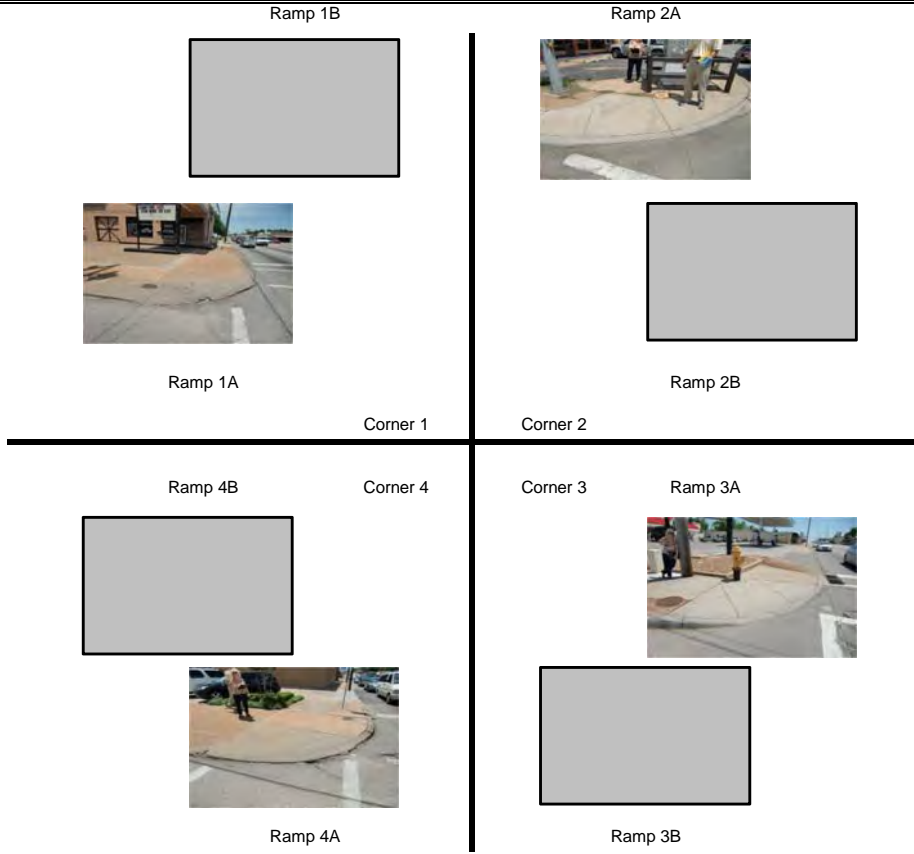 Ramp 1B Ramp 2A
Ramp 1A Ramp 2B
Corner 1 Corner 2
Ramp 4B Corner 4 Corner 3 Ramp 3A
Ramp 4A Ramp 3B